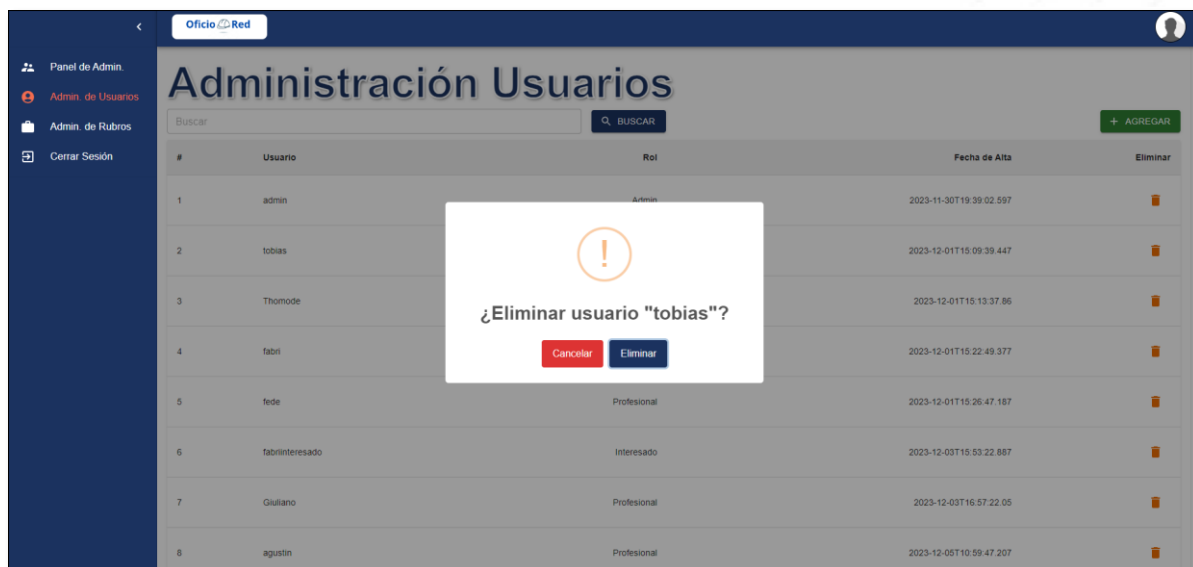 Oficio Red
Panel de Admin.
Admin. de Usuarios
Admin. de Rubros
Cerrar Sesión
Administración Usuarios
Buscar
BUSCAR
+ AGREGAR
# Usuario Rol Fecha de Alta Eliminar
1 admin Admin 2023-11-30T19:39:02.597
2 tobias 2023-12-01T15:09:39.447
3 Thomode 2023-12-01T15:13:37.86
4 fabri 2023-12-01T15:22:49.377
5 fede Profesional 2023-12-01T15:26:47.187
6 fabriinteresado Interesado 2023-12-03T15:53:22.887
7 Giuliano Profesional 2023-12-03T16:57:22.05
8 agustin Profesional 2023-12-05T10:59:47.207
!
¿Eliminar usuario "tobias"?
Cancelar Eliminar